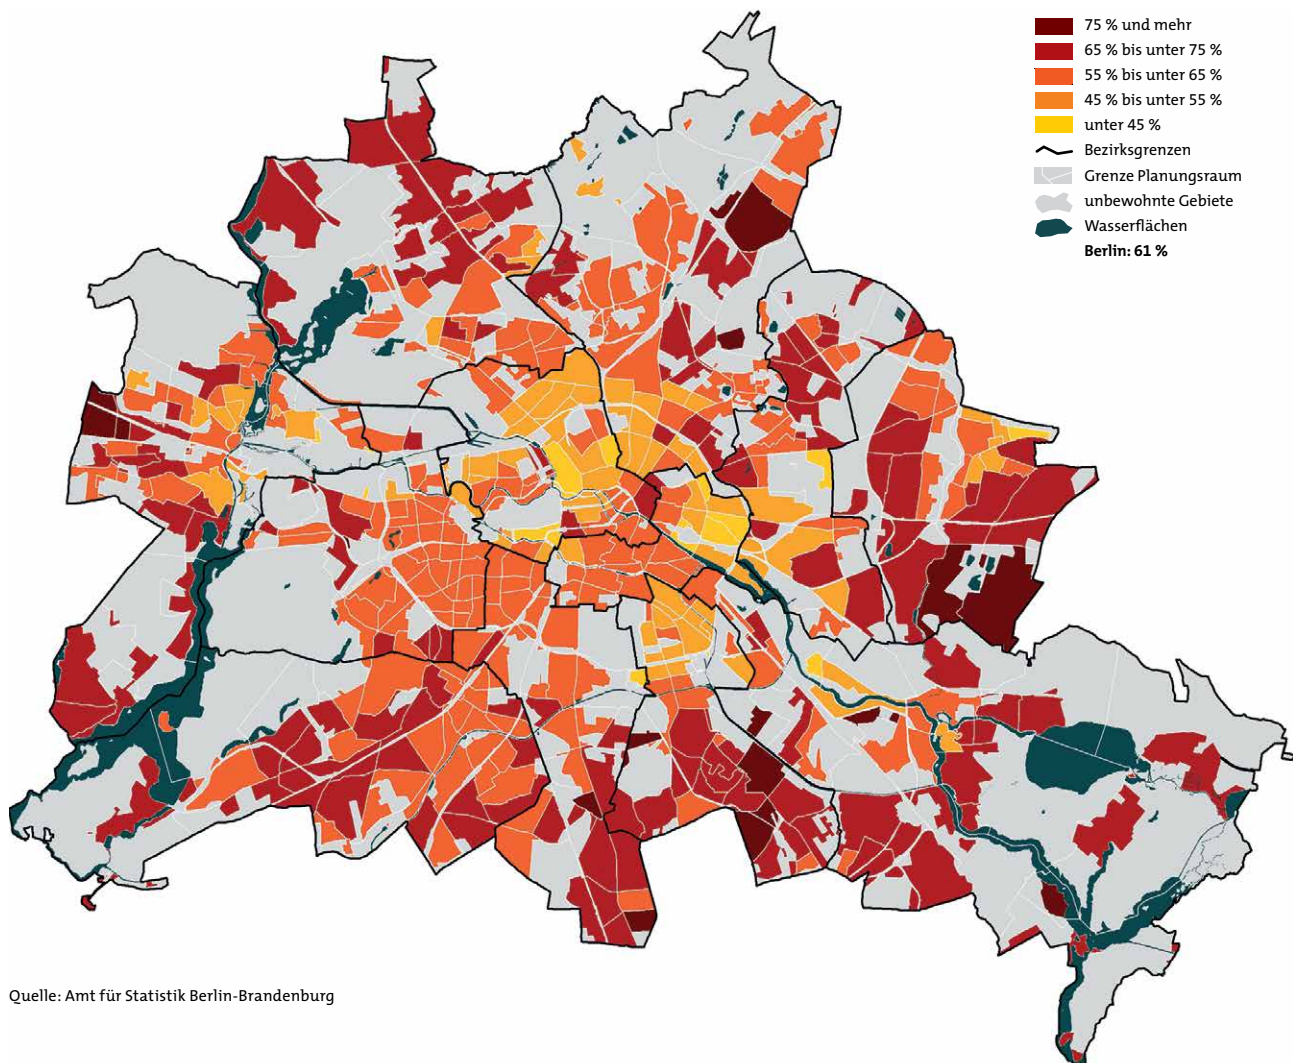 75 % und mehr
65 % bis unter 75 %
55 % bis unter 65 %
45 % bis unter 55 %
unter 45 %
Bezirksgrenzen
Grenze Planungsraum
unbewohnte Gebiete
Wasserflächen
Berlin: 61 %
Quelle: Amt für Statistik Berlin-Brandenburg